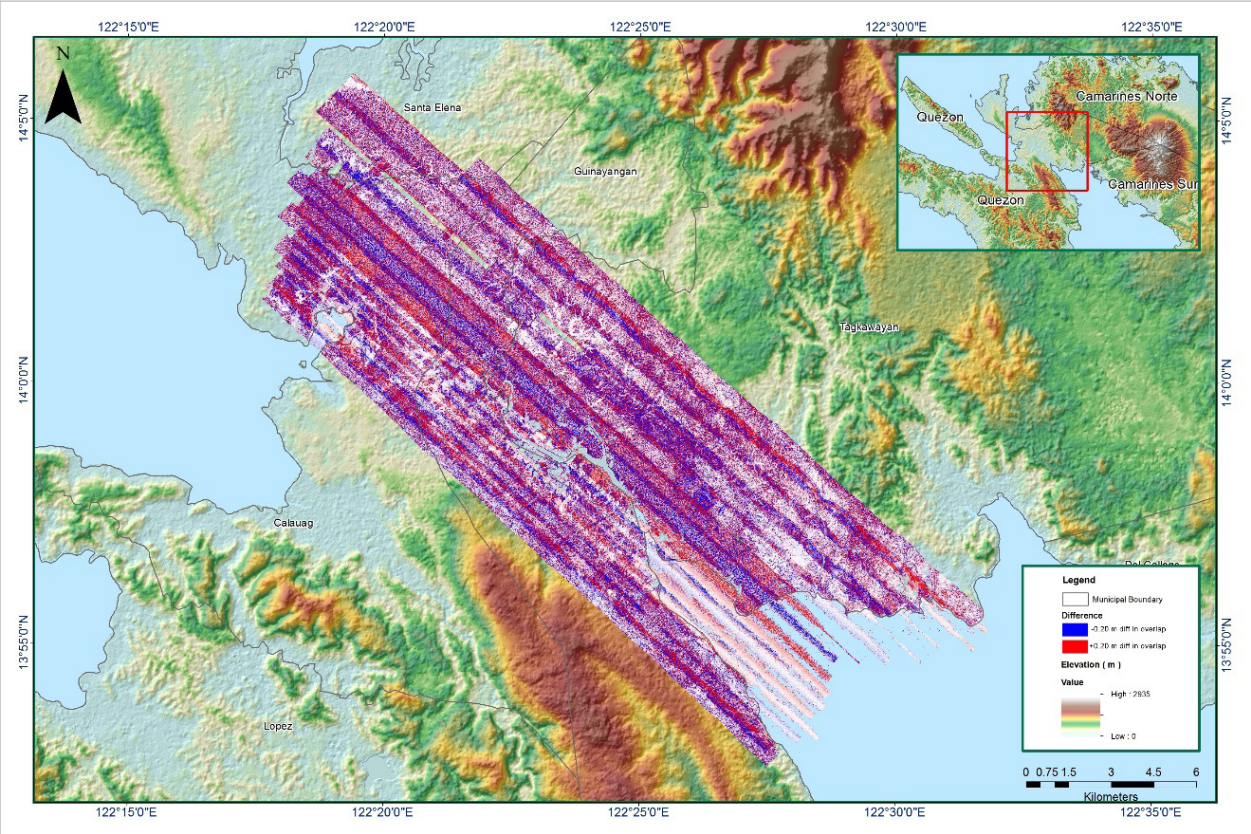 122°15'0"E 122°20'0"E 122°25'0"E 122°30'0"E 122°35'0"E
N
14°5'0"N
14°5'0"N
Santa Elena
Guinayangan
Quezon
Camarines Norte
Camarines Sur
Quezon
Tagkawayan
14°0'0"N
14°0'0"N
Calauag
13°55'0"N
13°55'0"N
Lopez
Legend
Municipal Boundary
Difference
-0.20 m diff in overlap
+0.20 m diff in overlap
Elevation ( m )
Value
High : 2935
Low : 0
0 0.75 1.5 3 4.5 6
Kilometers
122°15'0"E 122°20'0"E 122°25'0"E 122°30'0"E 122°35'0"E